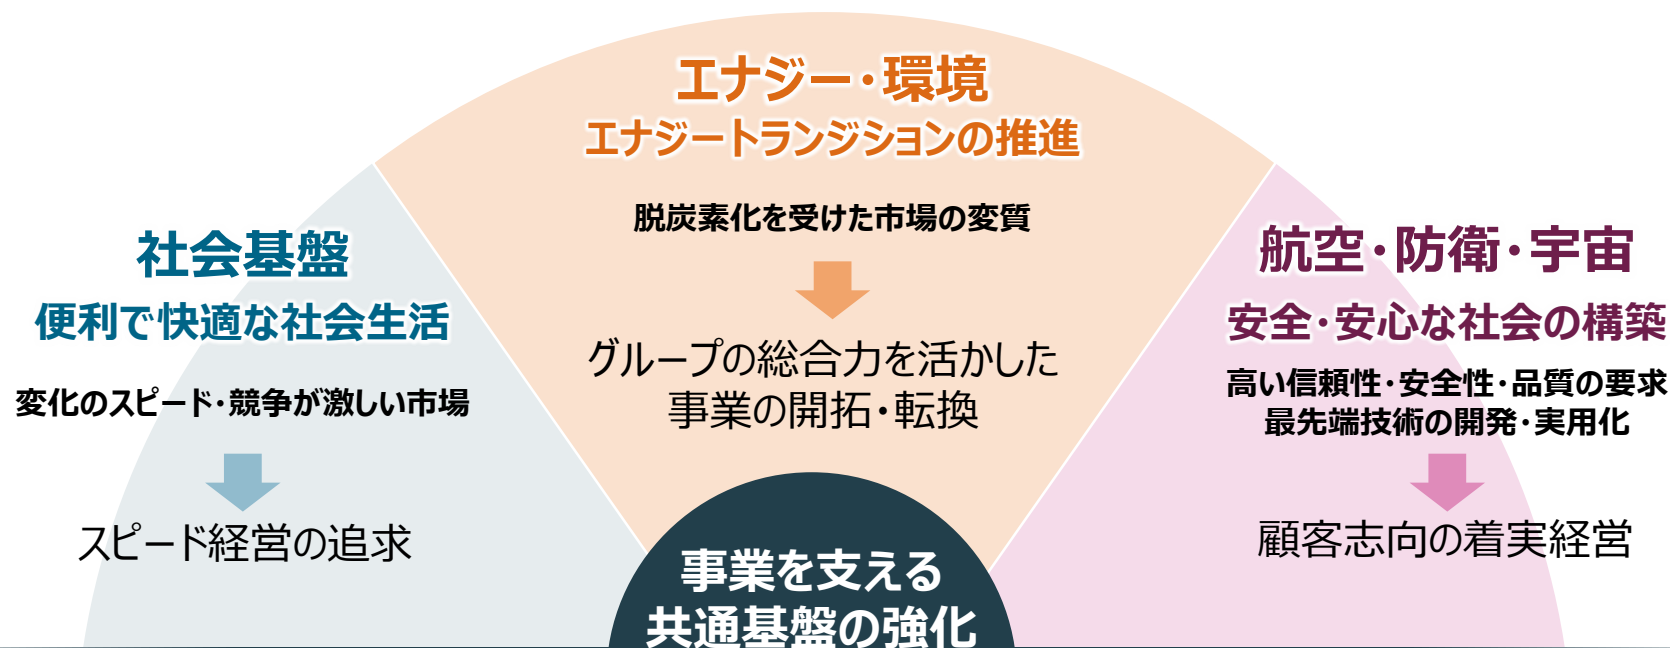 エナジー・環境
エナジートランジションの推進
脱炭素化を受けた市場の変質
グループの総合力を活かした
事業の開拓・転換
社会基盤
便利で快適な社会生活
変化のスピード・競争が激しい市場
スピード経営の追求
航空・防衛・宇宙
安全・安心な社会の構築
高い信頼性・安全性・品質の要求
最先端技術の開発・実用化
顧客志向の着実経営
事業を支える
共通基盤の強化